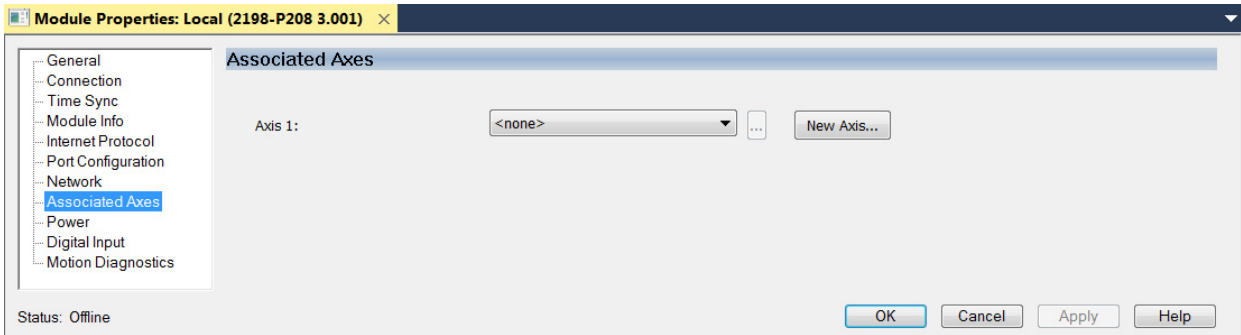 Module Properties: Local (2198-P208 3.001)
General
Connection
Time Sync
Module Info
Internet Protocol
Port Configuration
Network
Associated Axes
Power
Digital Input
Motion Diagnostics
Associated Axes
Axis 1: <none> ... New Axis...
Status: Offline
OK Cancel Apply Help